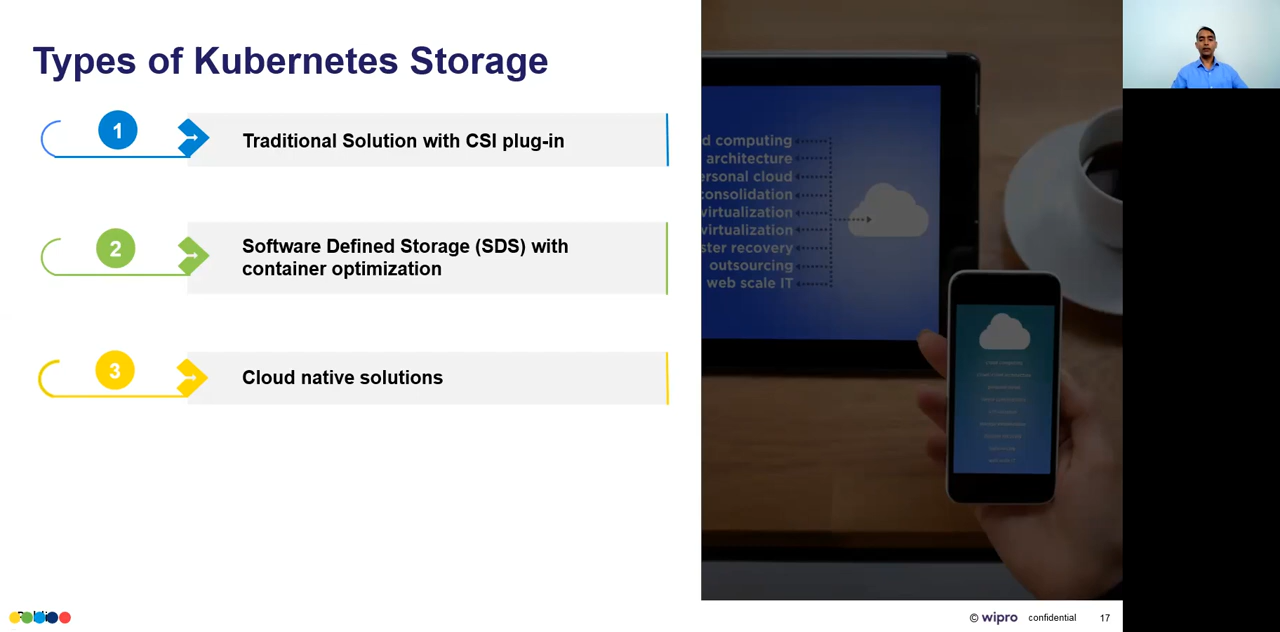 Types of Kubernetes Storage
1
Traditional Solution with CSI plug-in
2
Software Defined Storage (SDS) with
container optimization
3
Cloud native solutions
d computing
architecture
ersonal cloud
consolidation
virtualization
virtualization
ster recovery
outsourcing
web scale IT
© wipro confidential 17